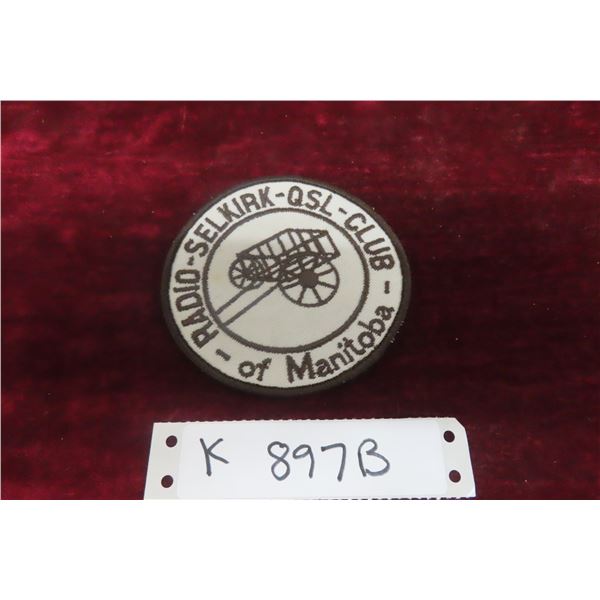 RADIO-SELKIRK-QSL-CLUB
- of Manitoba -
K 897B